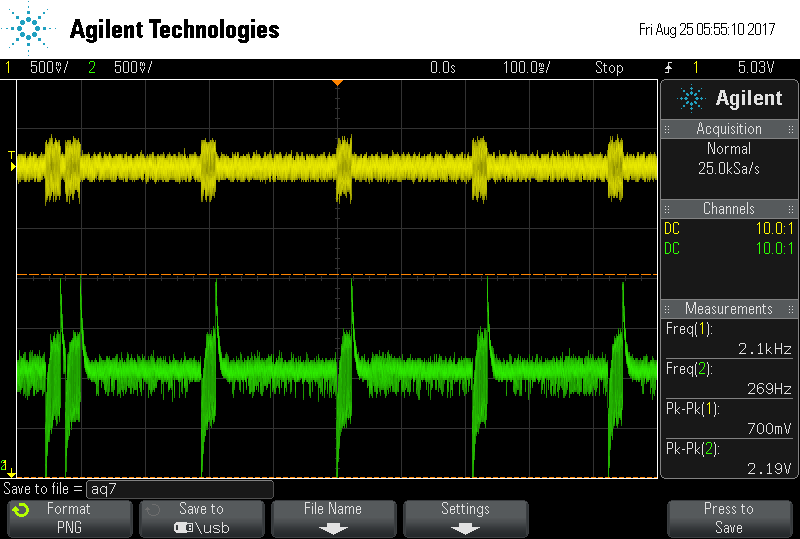 Agilent Technologies
Fri Aug 25 05:55:10 2017
1 500mV/ 2 500mV/ 0.0s 100.0ms/ Stop 1 5.03V
T
Agilent
Acquisition
Normal
25.0kSa/s
Channels
DC 10.0:1
DC 10.0:1
Measurements
Freq(1):
2.1kHz
Freq(2):
269Hz
Pk-Pk(1):
700mV
Pk-Pk(2):
2.19V
Save to file = aq7
Format
PNG
Save to
\usb
File Name
Settings
Press to
Save